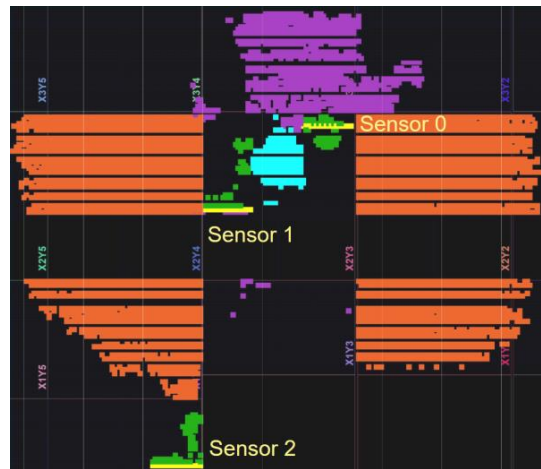 X3Y5
X3Y4
X3Y2
Sensor 0
Sensor 1
X2Y5
X2Y4
X2Y3
X2Y2
X1Y5
X1Y3
Sensor 2